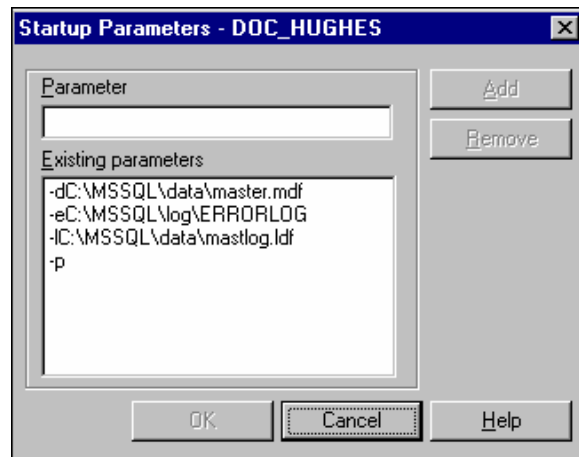 Startup Parameters - DOC_HUGHES
Parameter
Add
Remove
Existing parameters
-dC:\MSSQL\data\master.mdf
-eC:\MSSQL\log\ERRORLOG
-lC:\MSSQL\data\mastlog.ldf
-p
OK
Cancel
Help